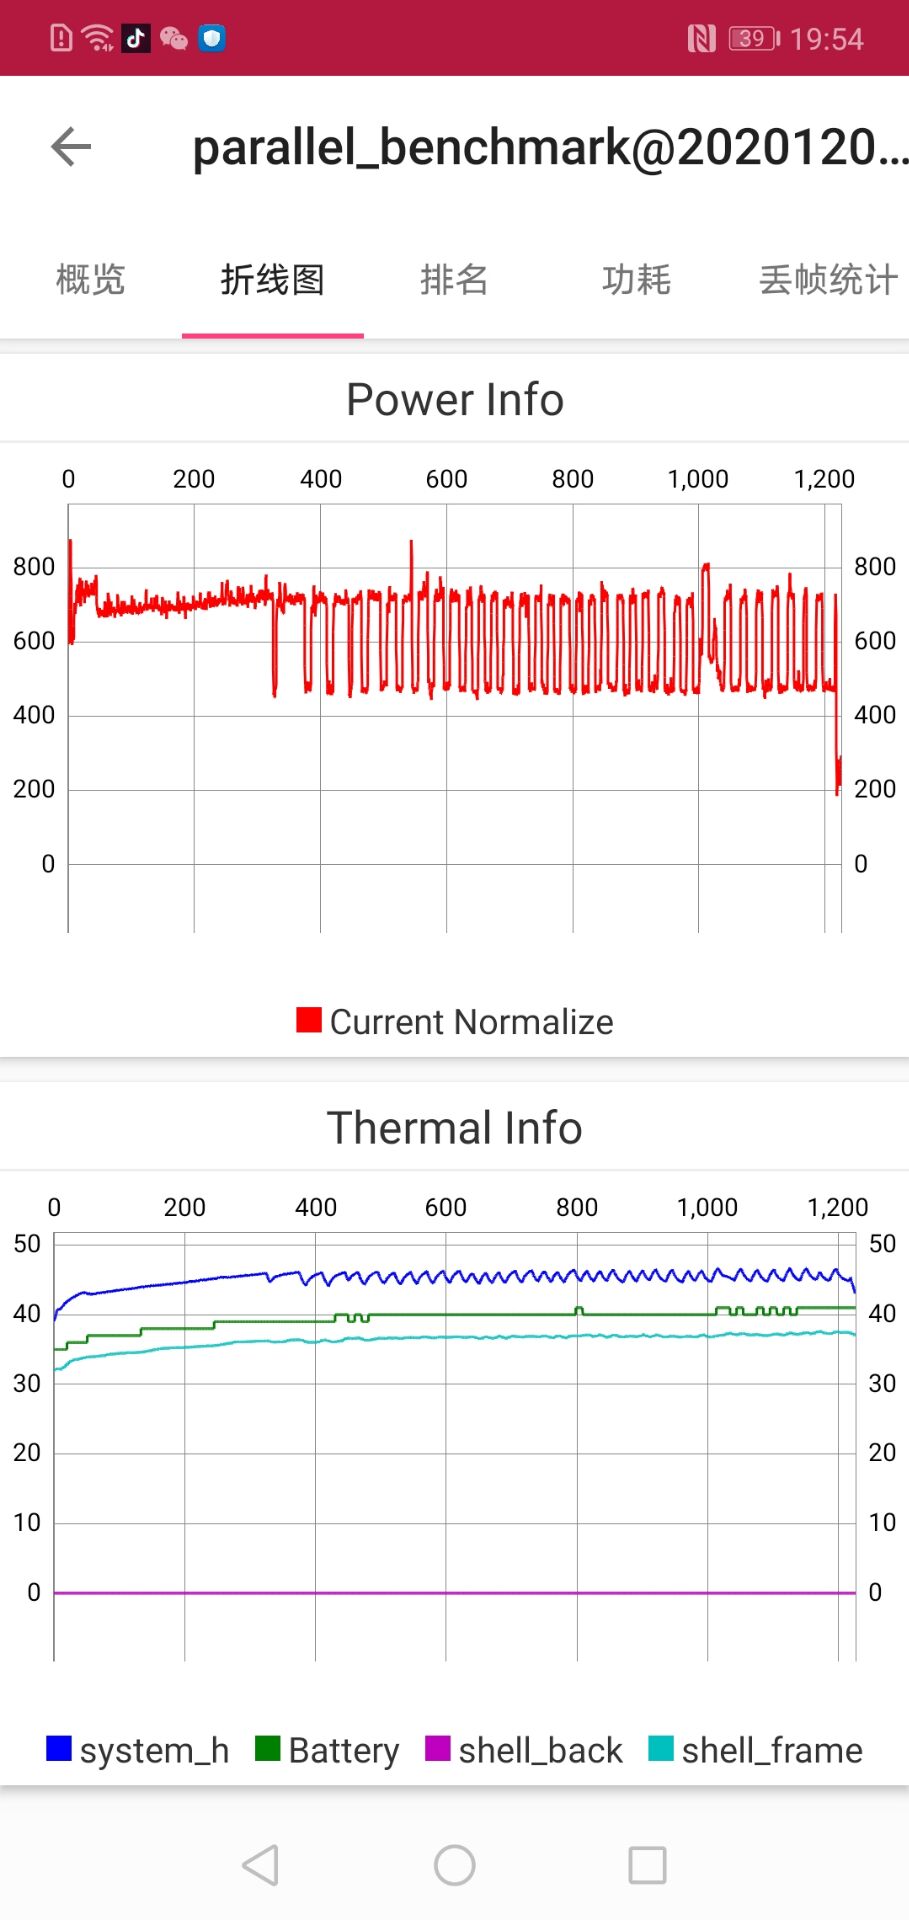 39 19:54
parallel_benchmark@2020120...
概览 折线图 排名 功耗 丢帧统计
Power Info
0 200 400 600 800 1,000 1,200
800 800
600 600
400 400
200 200
0 0
Current Normalize
Thermal Info
0 200 400 600 800 1,000 1,200
50 50
40 40
30 30
20 20
10 10
0 0
system_h Battery shell_back shell_frame